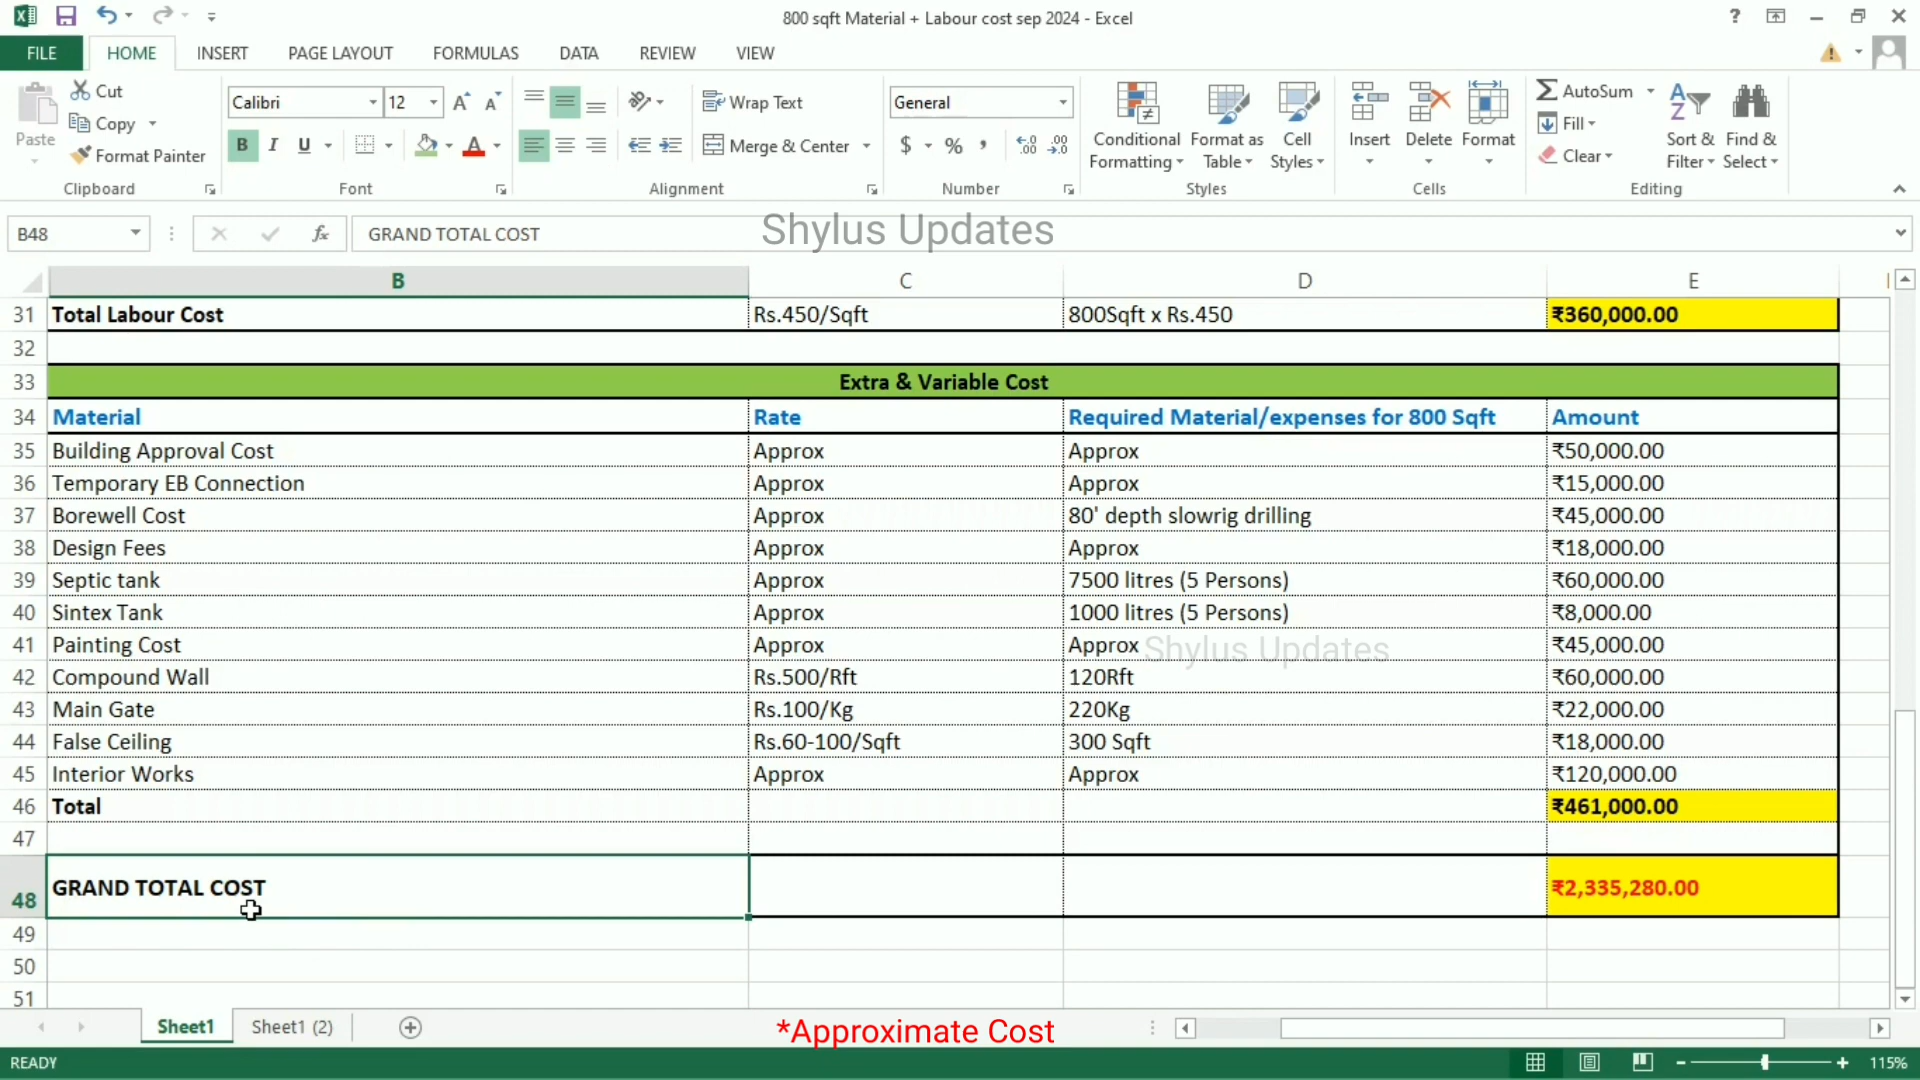 800 sqft Material + Labour cost sep 2024 - Excel
?
FILE HOME INSERT PAGE LAYOUT FORMULAS DATA REVIEW VIEW
Paste
Cut
Copy
Format Painter
Clipboard
Calibri 12
B I U
Font
Wrap Text
Merge & Center
Alignment
General
$ % ,
Number
Conditional Formatting
Format as Table
Cell Styles
Styles
Insert Delete Format
Cells
AutoSum
Fill
Clear
Sort & Filter
Find & Select
Editing
B48 fx GRAND TOTAL COST
Shylus Updates
B C D E
31 Total Labour Cost Rs.450/Sqft 800Sqft x Rs.450 ₹360,000.00
32
33 Extra & Variable Cost
34 Material Rate Required Material/expenses for 800 Sqft Amount
35 Building Approval Cost Approx Approx ₹50,000.00
36 Temporary EB Connection Approx Approx ₹15,000.00
37 Borewell Cost Approx 80' depth slowrig drilling ₹45,000.00
38 Design Fees Approx Approx ₹18,000.00
39 Septic tank Approx 7500 litres (5 Persons) ₹60,000.00
40 Sintex Tank Approx 1000 litres (5 Persons) ₹8,000.00
41 Painting Cost Approx Approx ₹45,000.00
Shylus Updates
42 Compound Wall Rs.500/Rft 120Rft ₹60,000.00
43 Main Gate Rs.100/Kg 220Kg ₹22,000.00
44 False Ceiling Rs.60-100/Sqft 300 Sqft ₹18,000.00
45 Interior Works Approx Approx ₹120,000.00
46 Total ₹461,000.00
47
48 GRAND TOTAL COST ₹2,335,280.00
49
50
51
Sheet1 Sheet1 (2)
*Approximate Cost
READY 115%